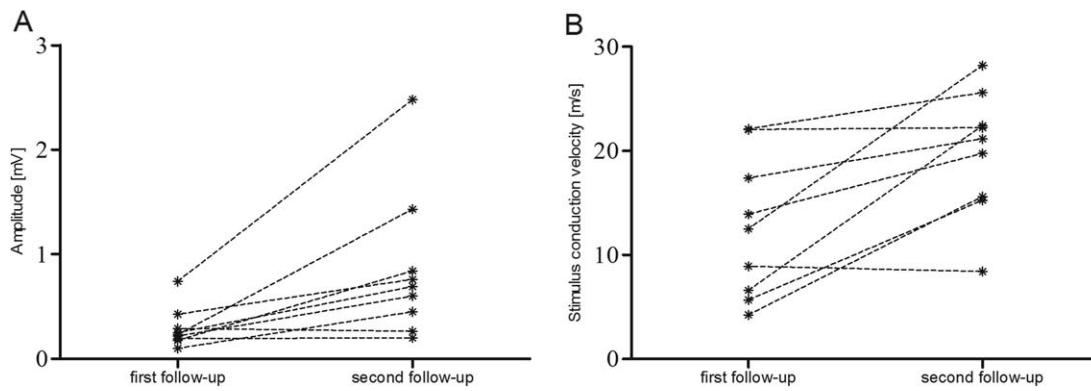 A
Amplitude [mV]
3
2
1
0
first follow-up
second follow-up
B
Stimulus conduction velocity [m/s]
30
20
10
0
first follow-up
second follow-up